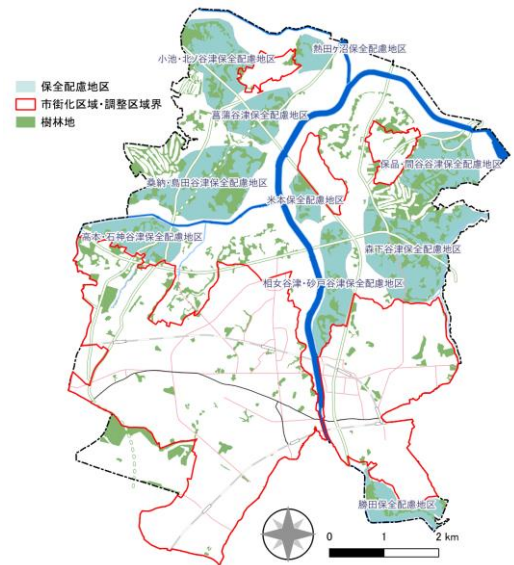 熱田ヶ沼保全配慮地区
小池・北ノ谷津保全配慮地区
保全配慮地区
市街化区域・調整区域界
樹林地
菖蒲谷津保全配慮地区
保品・間谷谷津保全配慮地区
桑納・島田谷津保全配慮地区
米本保全配慮地区
高本・石神谷津保全配慮地区
森下谷津保全配慮地区
相女谷津・砂戸谷津保全配慮地区
勝田保全配慮地区
0 1 2 km